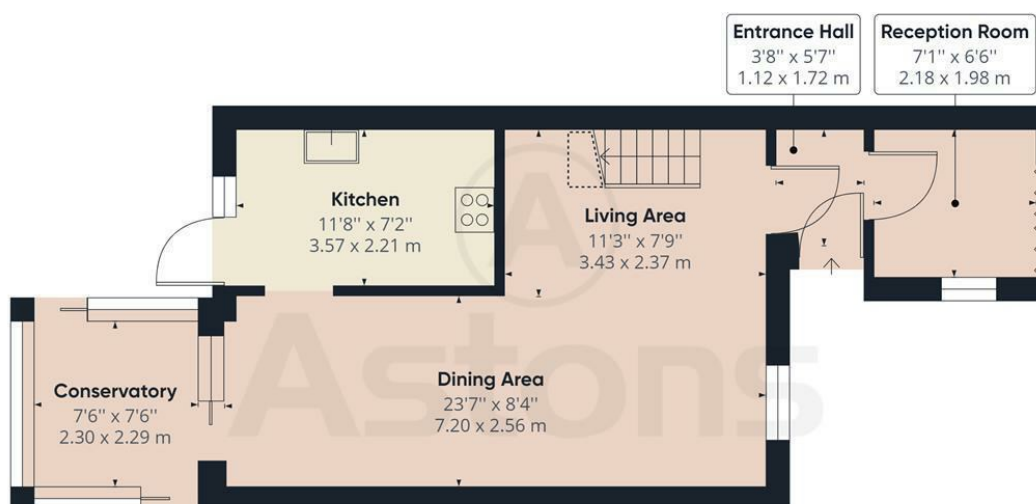 Entrance Hall
3'8" x 5'7"
1.12 x 1.72 m
Reception Room
7'1" x 6'6"
2.18 x 1.98 m
Kitchen
11'8" x 7'2"
3.57 x 2.21 m
Living Area
11'3" x 7'9"
3.43 x 2.37 m
Conservatory
7'6" x 7'6"
2.30 x 2.29 m
Dining Area
23'7" x 8'4"
7.20 x 2.56 m
A
Astons